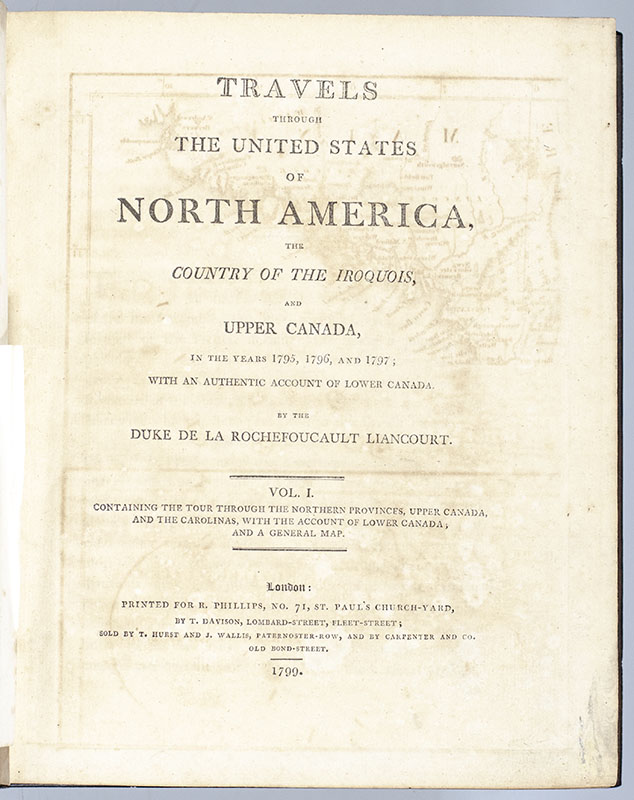 TRAVELS
THROUGH
THE UNITED STATES
OF
NORTH AMERICA,
THE
COUNTRY OF THE IROQUOIS,
AND
UPPER CANADA,
IN THE YEARS 1795, 1796, AND 1797;
WITH AN AUTHENTIC ACCOUNT OF LOWER CANADA.
BY THE
DUKE DE LA ROCHEFOUCAULT LIANCOURT.
VOL. I.
CONTAINING THE TOUR THROUGH THE NORTHERN PROVINCES, UPPER CANADA,
AND THE CAROLINAS, WITH THE ACCOUNT OF LOWER CANADA;
AND A GENERAL MAP.
London:
PRINTED FOR R. PHILLIPS, NO. 71, ST. PAUL'S CHURCH-YARD,
BY T. DAVISON, LOMBARD-STREET, FLEET-STREET;
SOLD BY T. HURST AND J. WALLIS, PATERNOSTER-ROW, AND BY CARPENTER AND CO.
OLD BOND-STREET.
1799.